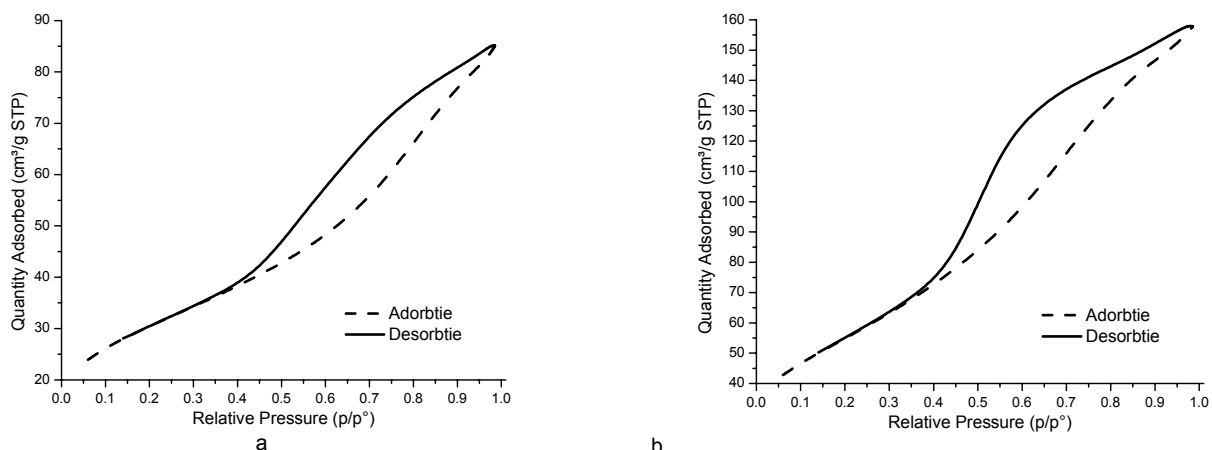 90
80
70
60
50
40
30
20
Quantity Adsorbed (cm³/g STP)
Adorbtie
Desorbtie
0.0 0.1 0.2 0.3 0.4 0.5 0.6 0.7 0.8 0.9 1.0
Relative Pressure (p/p°)
a
160
150
140
130
120
110
100
90
80
70
60
50
40
Quantity Adsorbed (cm³/g STP)
Adorbtie
Desorbtie
0.0 0.1 0.2 0.3 0.4 0.5 0.6 0.7 0.8 0.9 1.0
Relative Pressure (p/p°)
b